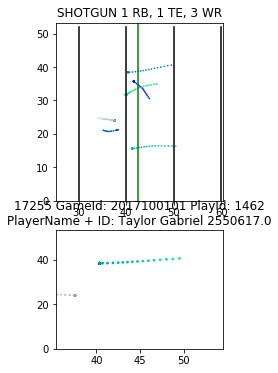 SHOTGUN 1 RB, 1 TE, 3 WR
50
40
30
20
10
0
30 40 50 60
17255 GameId: 2017100101 PlayId: 1462
PlayerName + ID: Taylor Gabriel 2550617.0
40
20
0
40 45 50